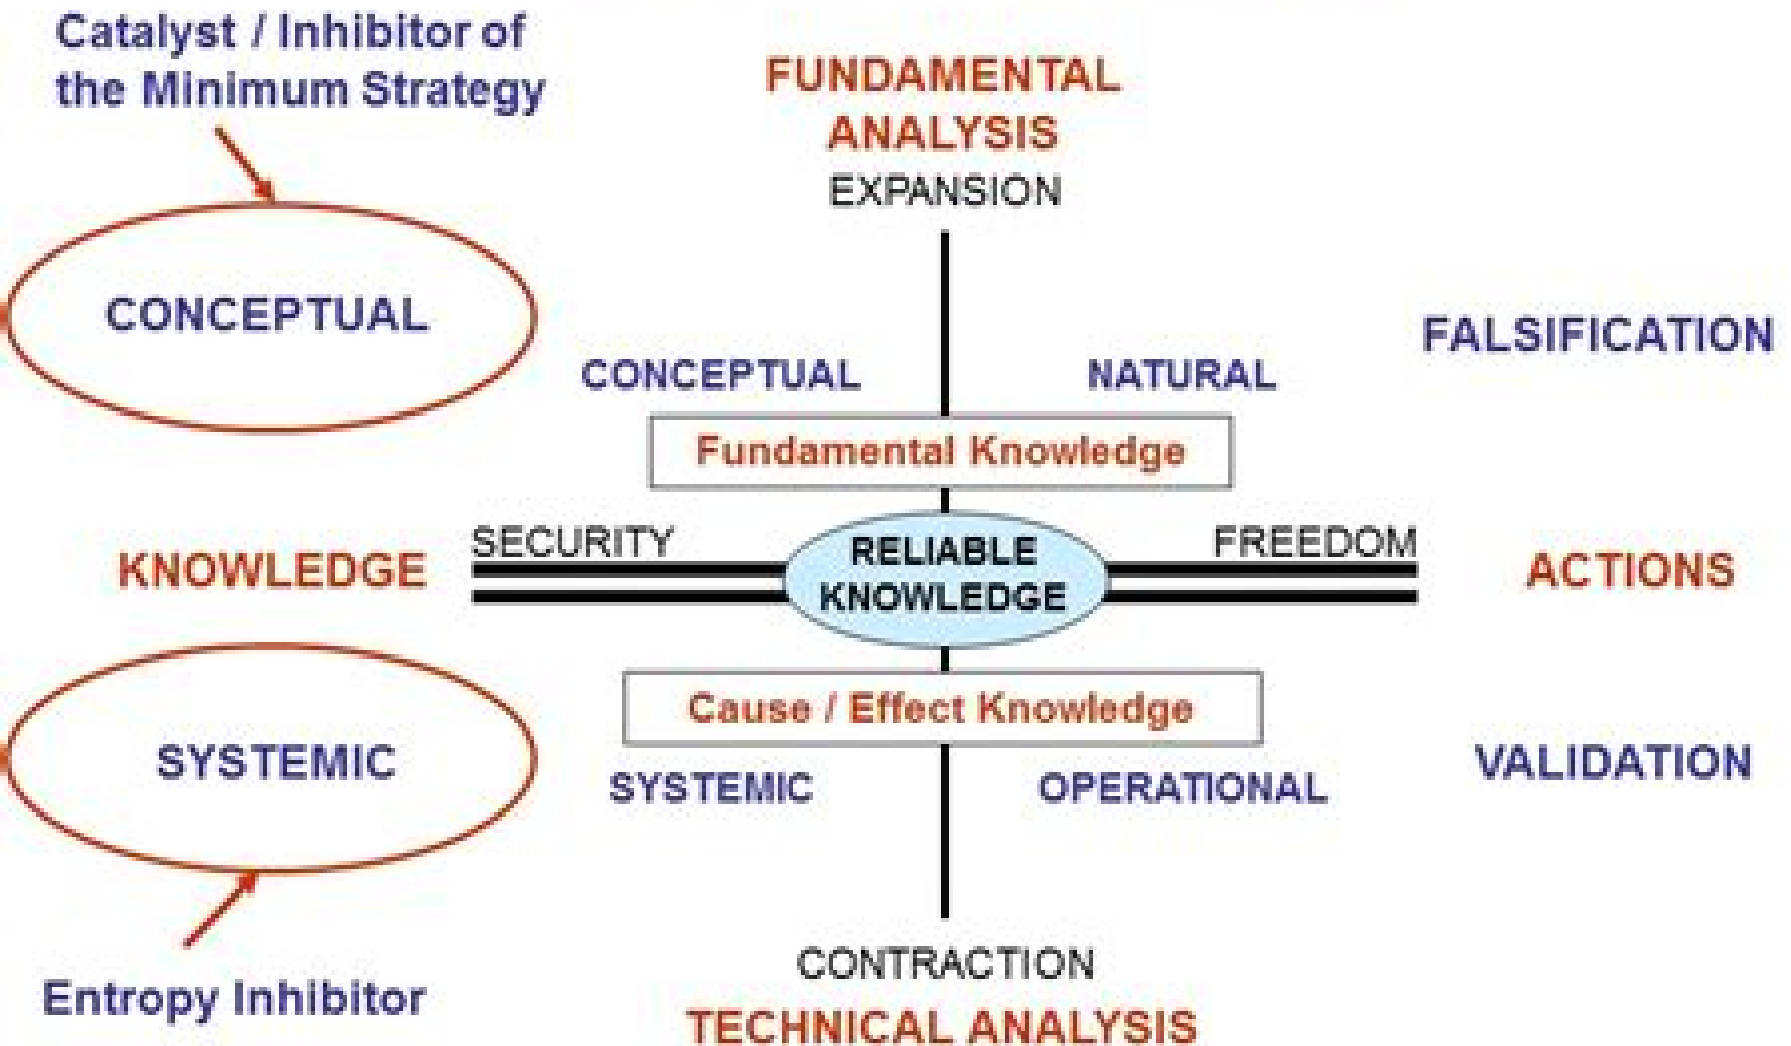 Catalyst / Inhibitor of
the Minimum Strategy
FUNDAMENTAL
ANALYSIS
EXPANSION
CONCEPTUAL
FALSIFICATION
CONCEPTUAL
NATURAL
Fundamental Knowledge
SECURITY
FREEDOM
RELIABLE
KNOWLEDGE
KNOWLEDGE
ACTIONS
Cause / Effect Knowledge
SYSTEMIC
VALIDATION
SYSTEMIC
OPERATIONAL
CONTRACTION
Entropy Inhibitor
TECHNICAL ANALYSIS